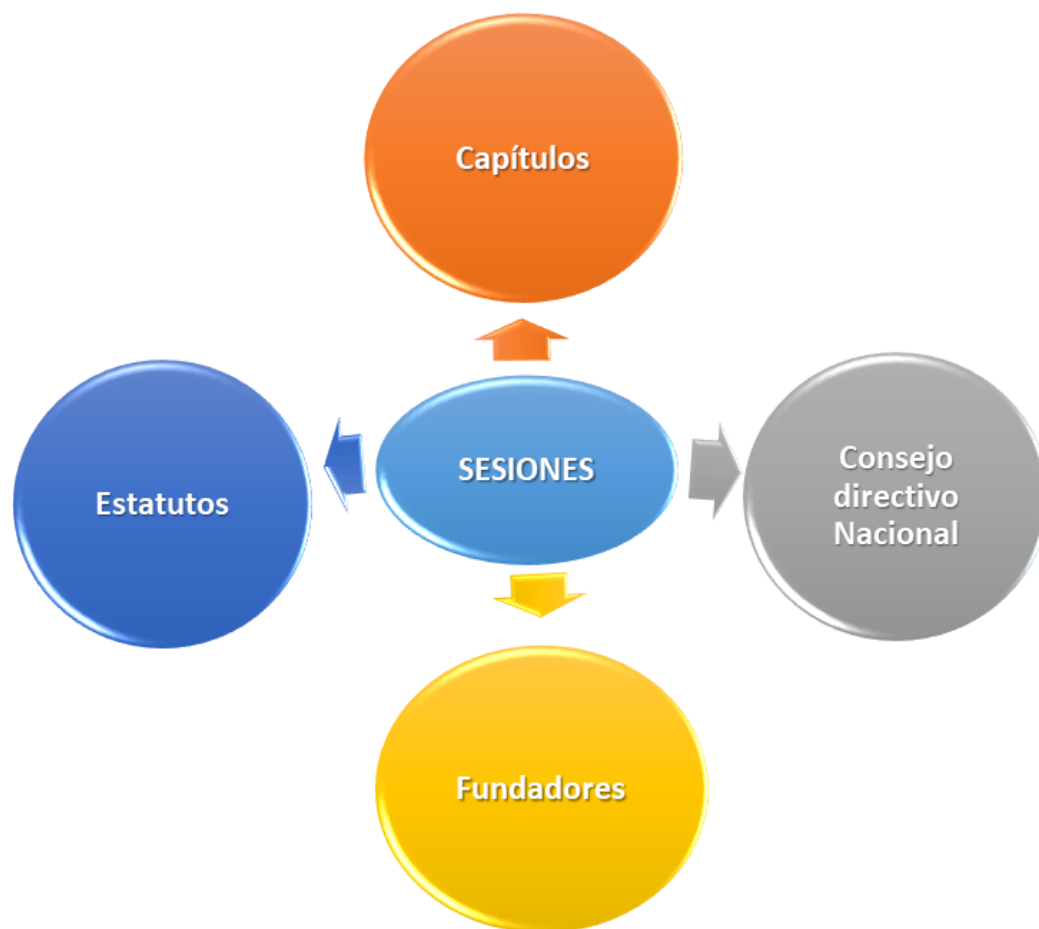 Capítulos
Estatutos
SESIONES
Consejo
directivo
Nacional
Fundadores